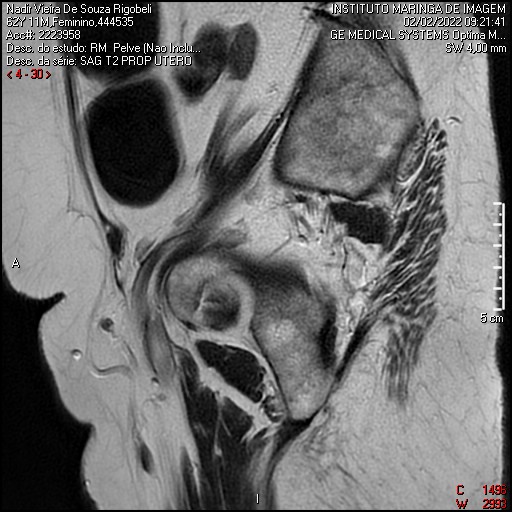 Nadir Vieira De Souza Rigobeli
62Y 11M,Feminino,444535
Acc#: 2223958
Desc. do estudo: RM  Pelve (Nao Inclu...
Desc. da série: SAG T2 PROP UTERO
< 4 - 30 >
INSTITUTO MARINGA DE IMAGEM
02/02/2022 09:21:41
GE MEDICAL SYSTEMS Optima M...
SW 4,00 mm
A
5 cm
I
C 1496
W 2993